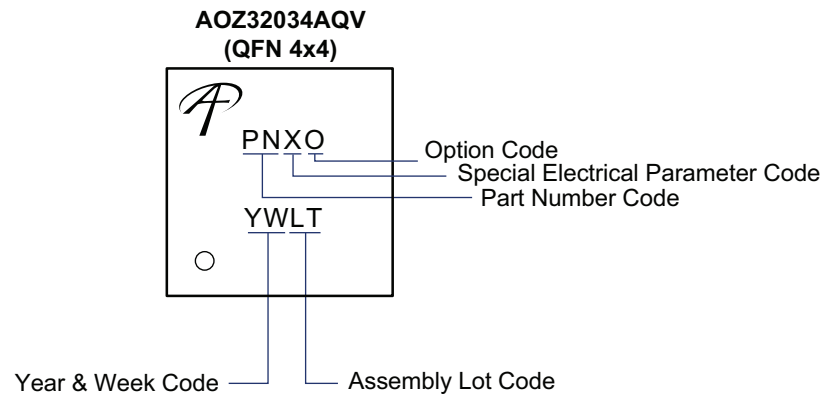 AOZ32034AQV
(QFN 4x4)
PNXO
Option Code
Special Electrical Parameter Code
Part Number Code
YWLT
Year & Week Code
Assembly Lot Code